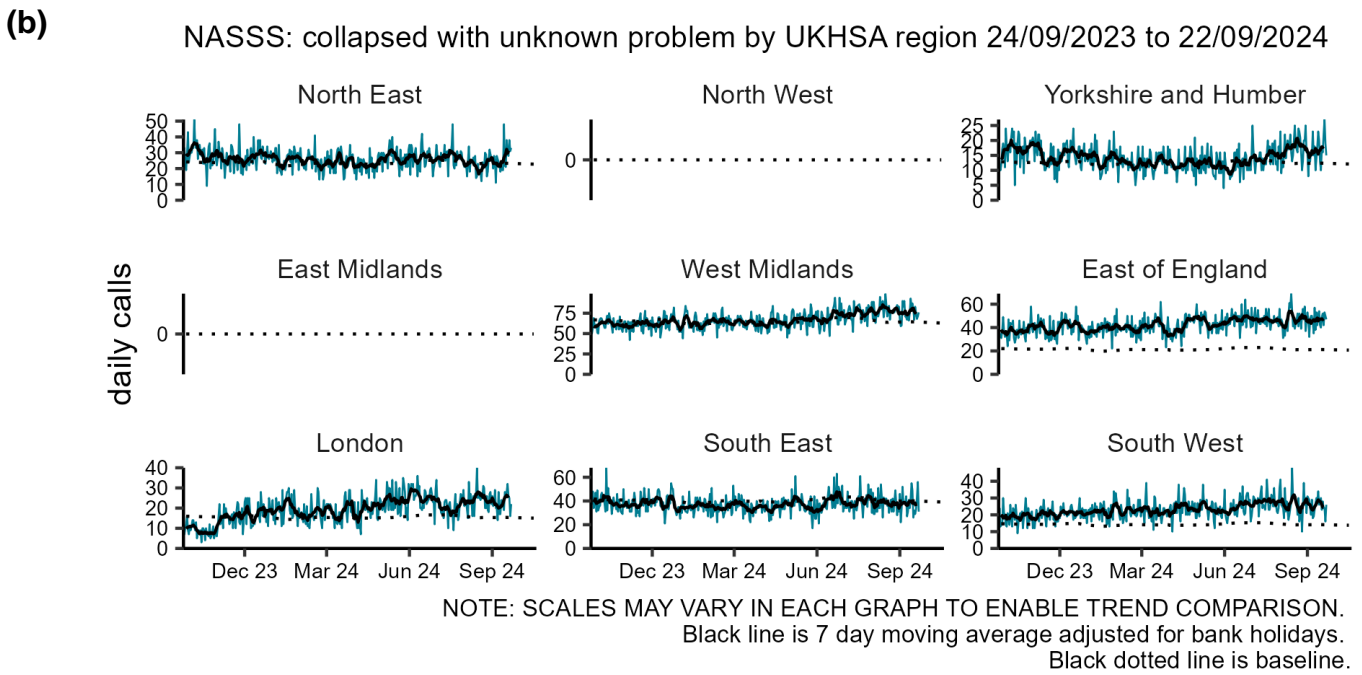 (b)
NASSS: collapsed with unknown problem by UKHSA region 24/09/2023 to 22/09/2024
North East
North West
Yorkshire and Humber
50
40
30
20
10
0
0
25
20
15
10
5
0
daily calls
East Midlands
West Midlands
East of England
0
75
50
25
0
60
40
20
0
London
South East
South West
40
30
20
10
0
60
40
20
0
40
30
20
10
0
Dec 23 Mar 24 Jun 24 Sep 24
Dec 23 Mar 24 Jun 24 Sep 24
Dec 23 Mar 24 Jun 24 Sep 24
NOTE: SCALES MAY VARY IN EACH GRAPH TO ENABLE TREND COMPARISON.
Black line is 7 day moving average adjusted for bank holidays.
Black dotted line is baseline.